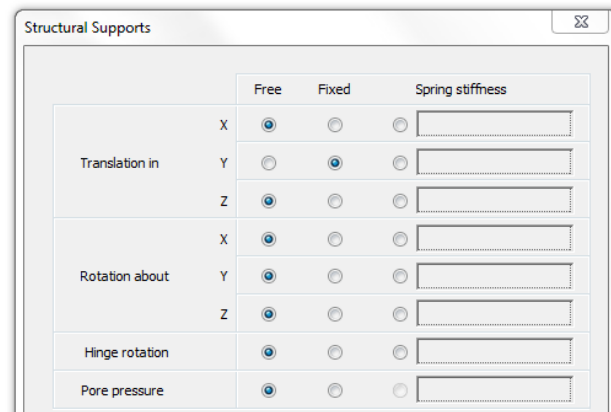 Structural Supports
Free Fixed Spring stiffness
X
Translation in Y
Z
X
Rotation about Y
Z
Hinge rotation
Pore pressure